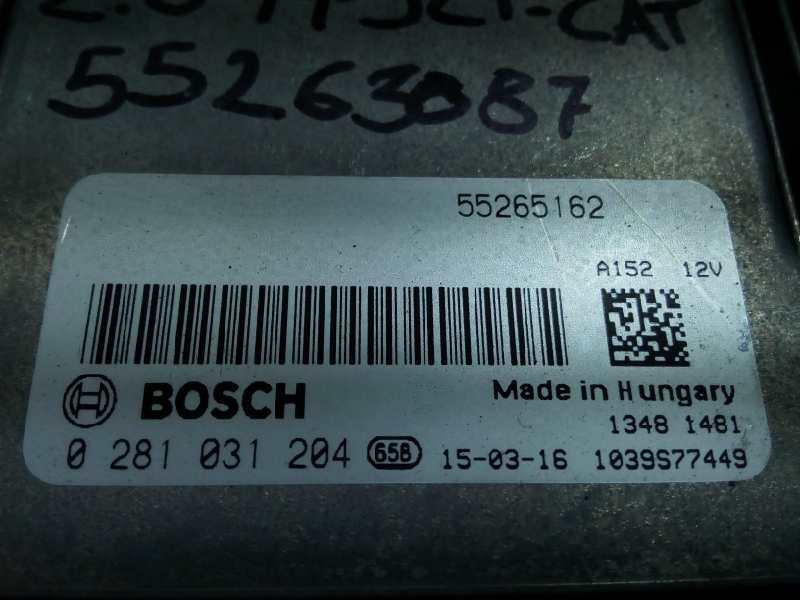 55263087
55265162
A152 12V
BOSCH
Made in Hungary
1348 1481
0 281 031 204 658 15-03-16 1039S77449